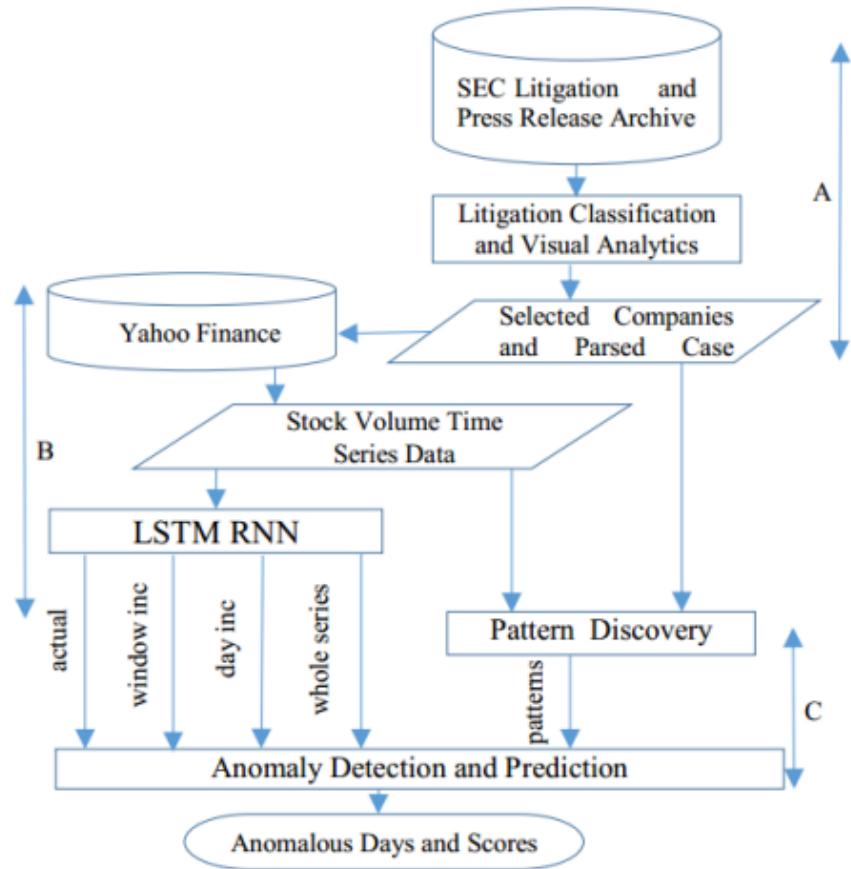 SEC Litigation and
Press Release Archive
A
Litigation Classification
and Visual Analytics
Selected Companies
and Parsed Case
Yahoo Finance
B
Stock Volume Time
Series Data
LSTM RNN
actual
window inc
day inc
whole series
Pattern Discovery
patterns
C
Anomaly Detection and Prediction
Anomalous Days and Scores